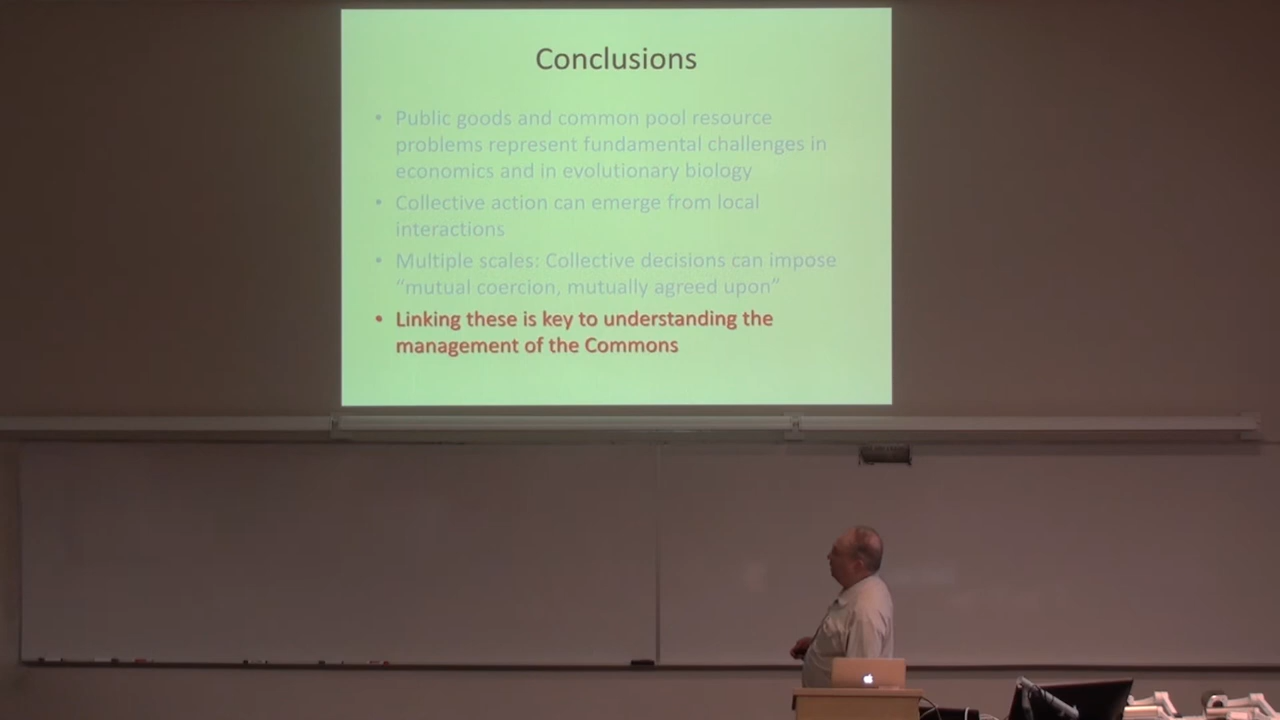 Conclusions
• Public goods and common pool resource
problems represent fundamental challenges in
economics and in evolutionary biology
• Collective action can emerge from local
interactions
• Multiple scales: Collective decisions can impose
“mutual coercion, mutually agreed upon”
• Linking these is key to understanding the
management of the Commons